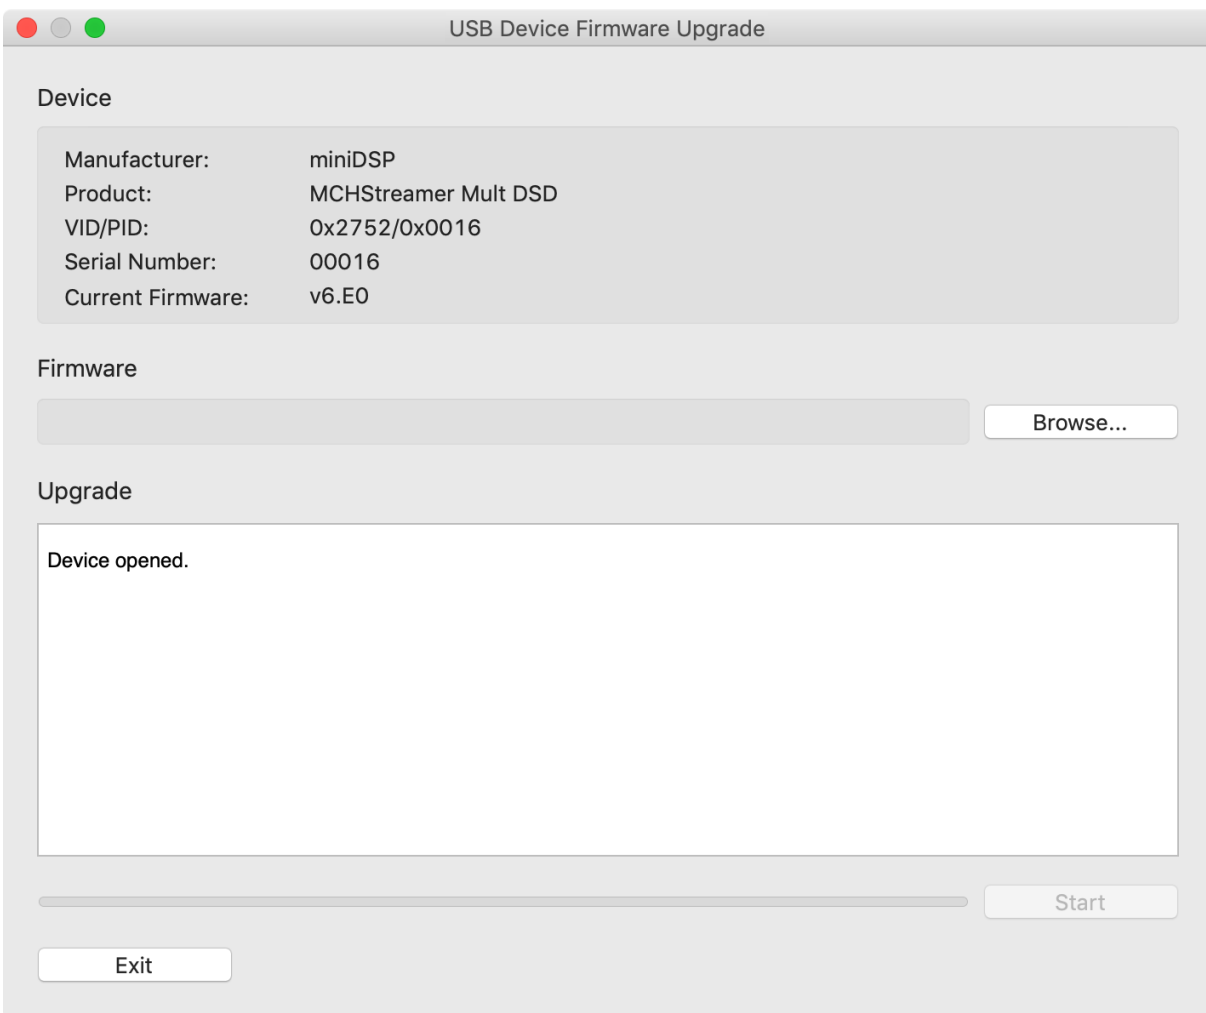 USB Device Firmware Upgrade
Device
Manufacturer: miniDSP
Product: MCHStreamer Mult DSD
VID/PID: 0x2752/0x0016
Serial Number: 00016
Current Firmware: v6.E0
Firmware
Browse...
Upgrade
Device opened.
Start
Exit